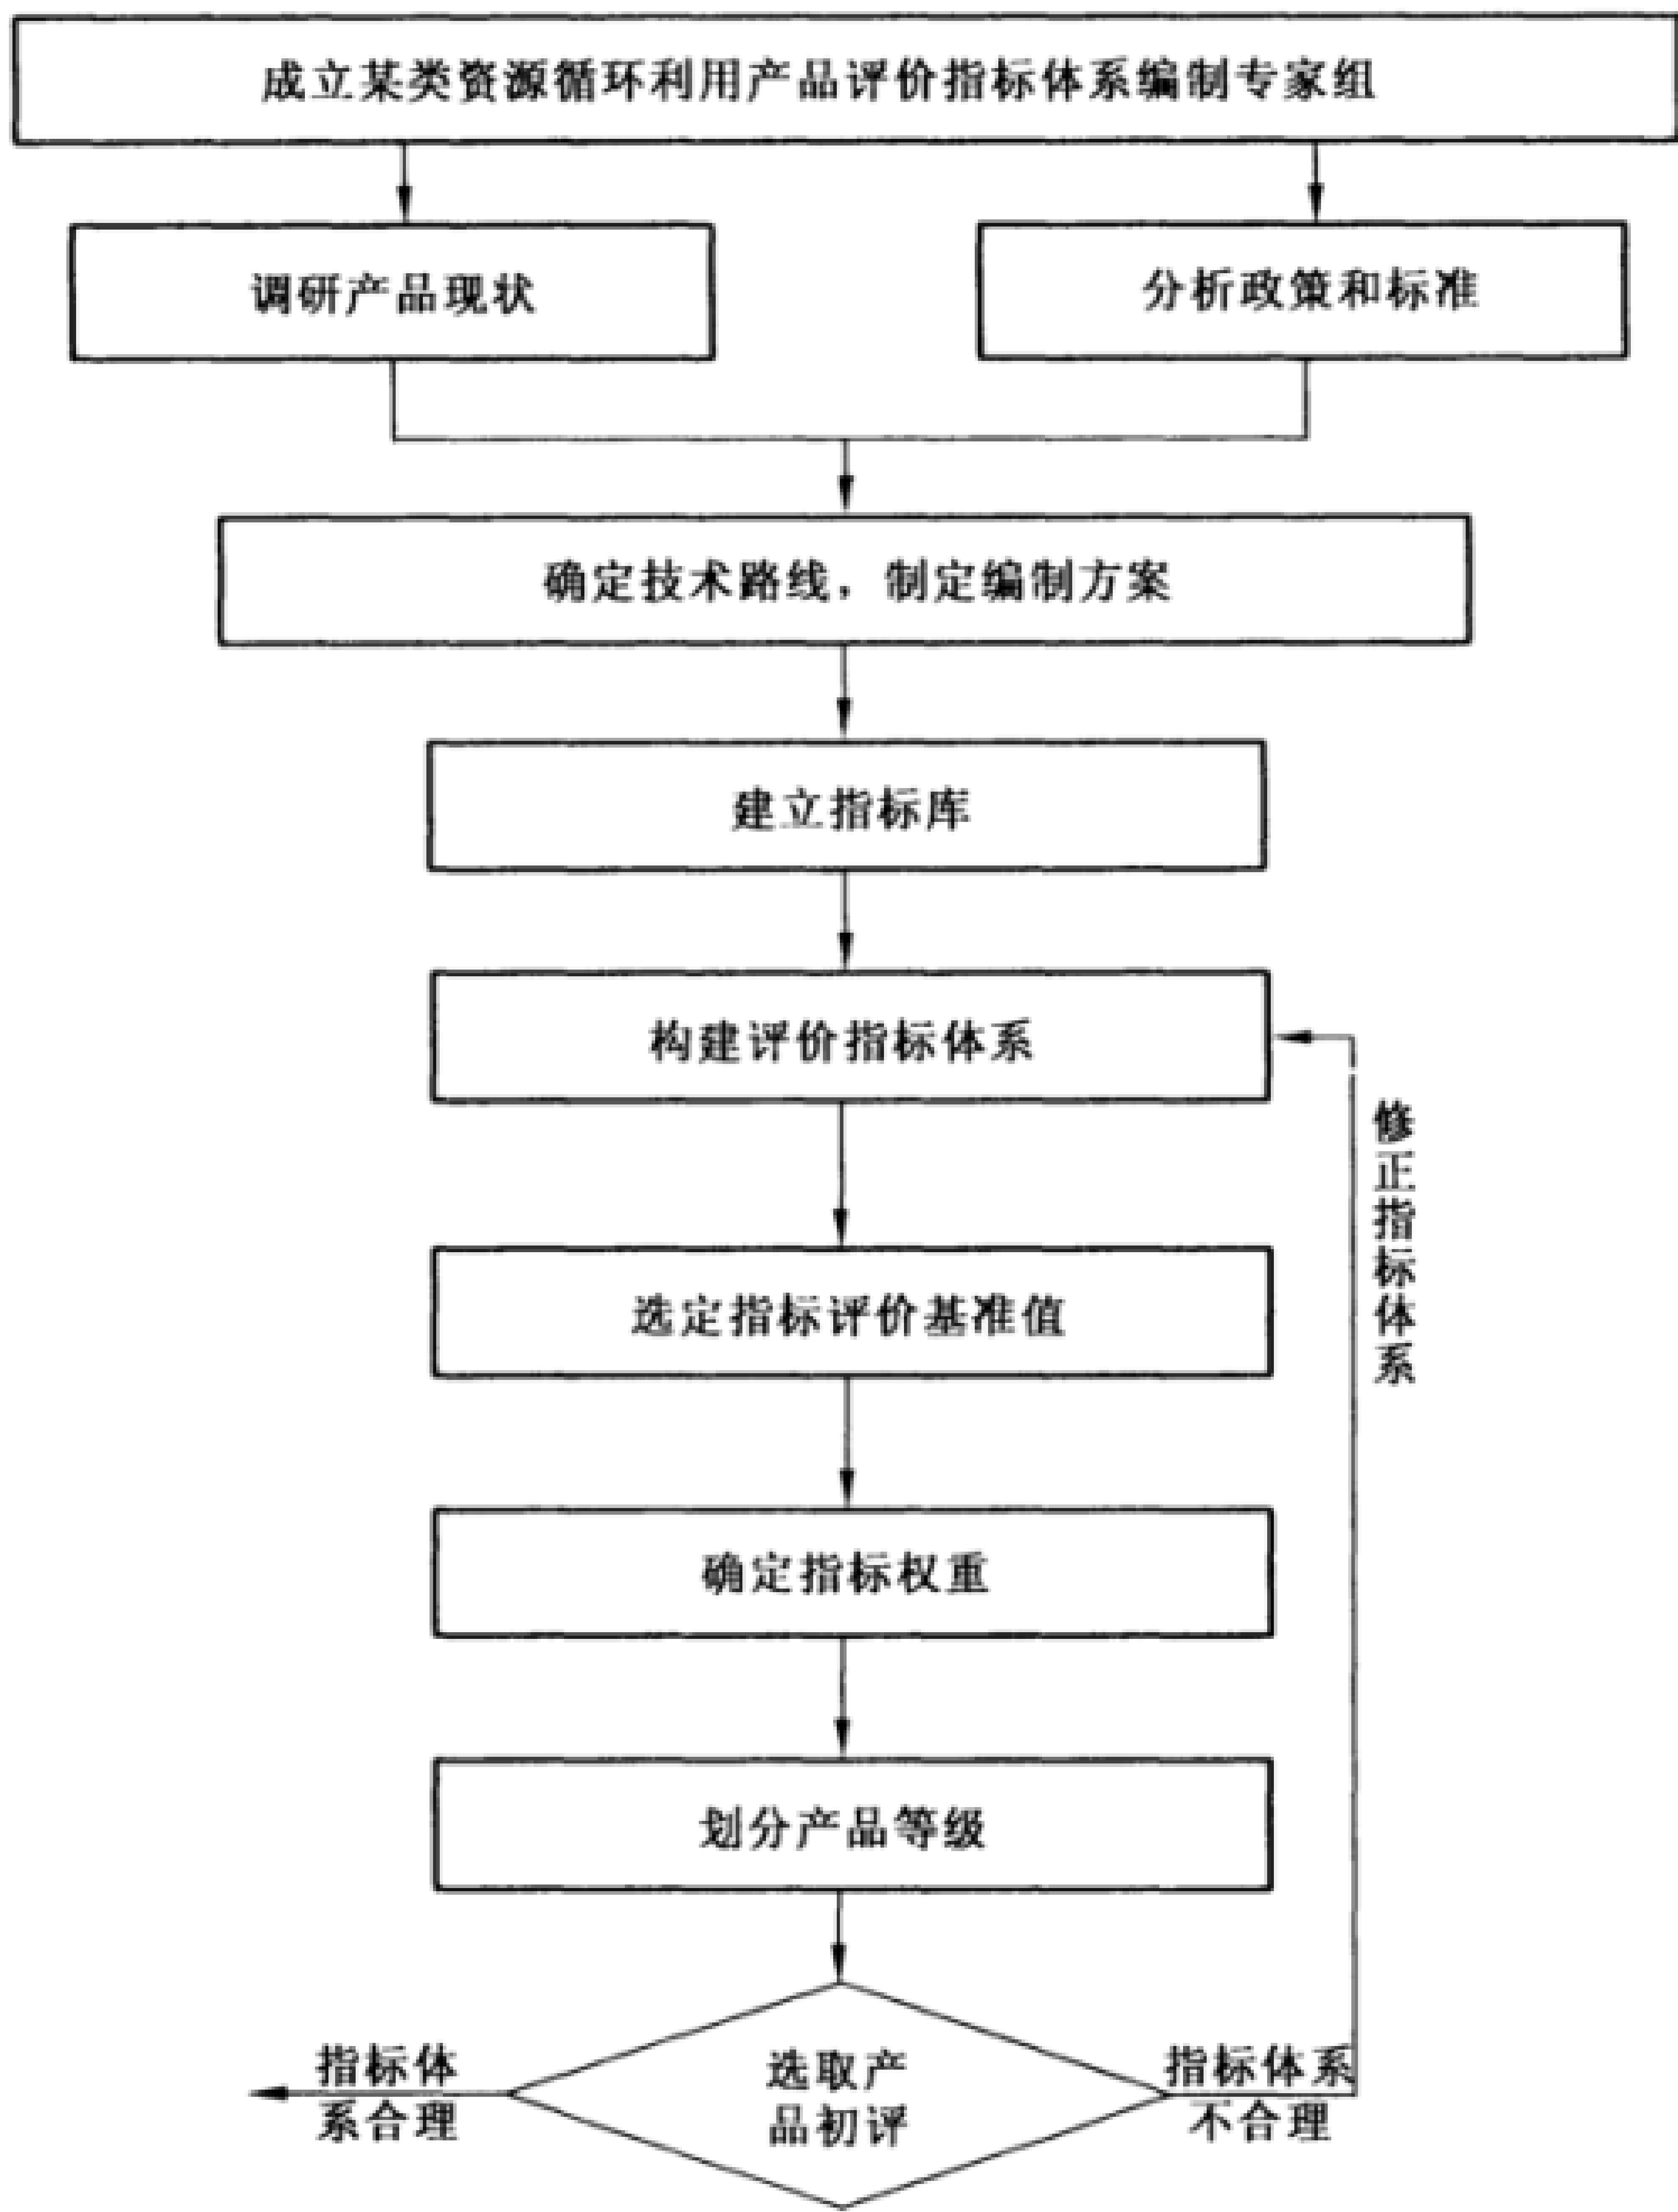 成立某类资源循环利用产品评价指标体系编制专家组
调研产品现状
分析政策和标准
确定技术路线，制定编制方案
建立指标库
构建评价指标体系
修正指标体系
选定指标评价基准值
确定指标权重
划分产品等级
选取产
品初评
指标体
系合理
指标体系
不合理